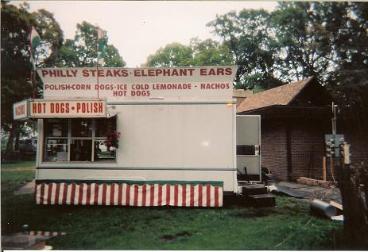 PHILLY STEAKS-ELEPHANT EARS
POLISH-CORN DOGS-ICE COLD LEMONADE - NACHOS
HOT DOGS
HOT DOGS • POLISH